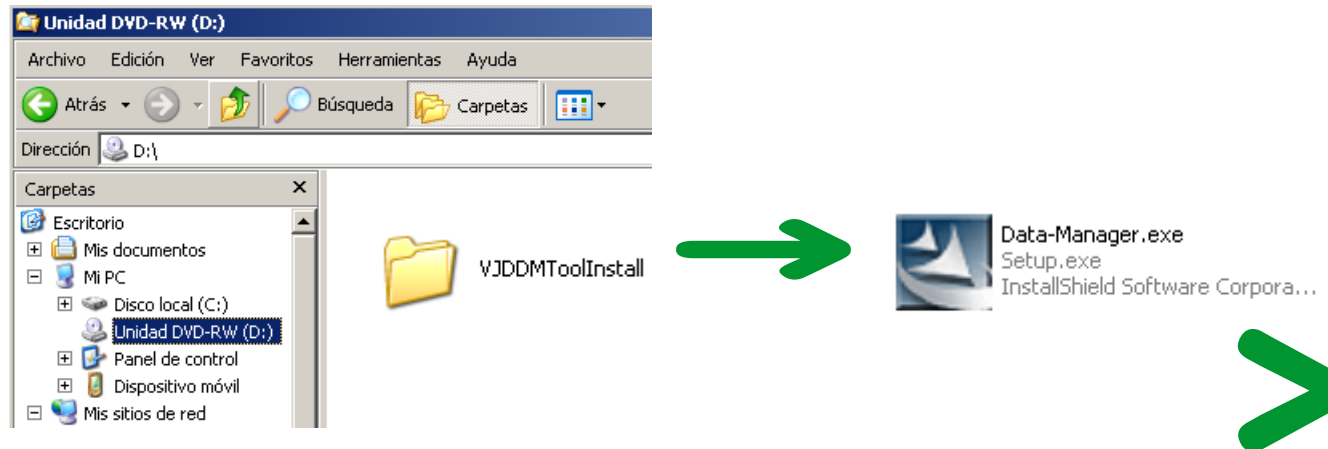 Unidad DVD-RW (D:)
Archivo Edición Ver Favoritos Herramientas Ayuda
Atrás Búsqueda Carpetas
Dirección D:\
Carpetas
Escritorio
Mis documentos
Mi PC
Disco local (C:)
Unidad DVD-RW (D:)
Panel de control
Dispositivo móvil
Mis sitios de red
VJDDMToolInstall
Data-Manager.exe
Setup.exe
InstallShield Software Corpora...